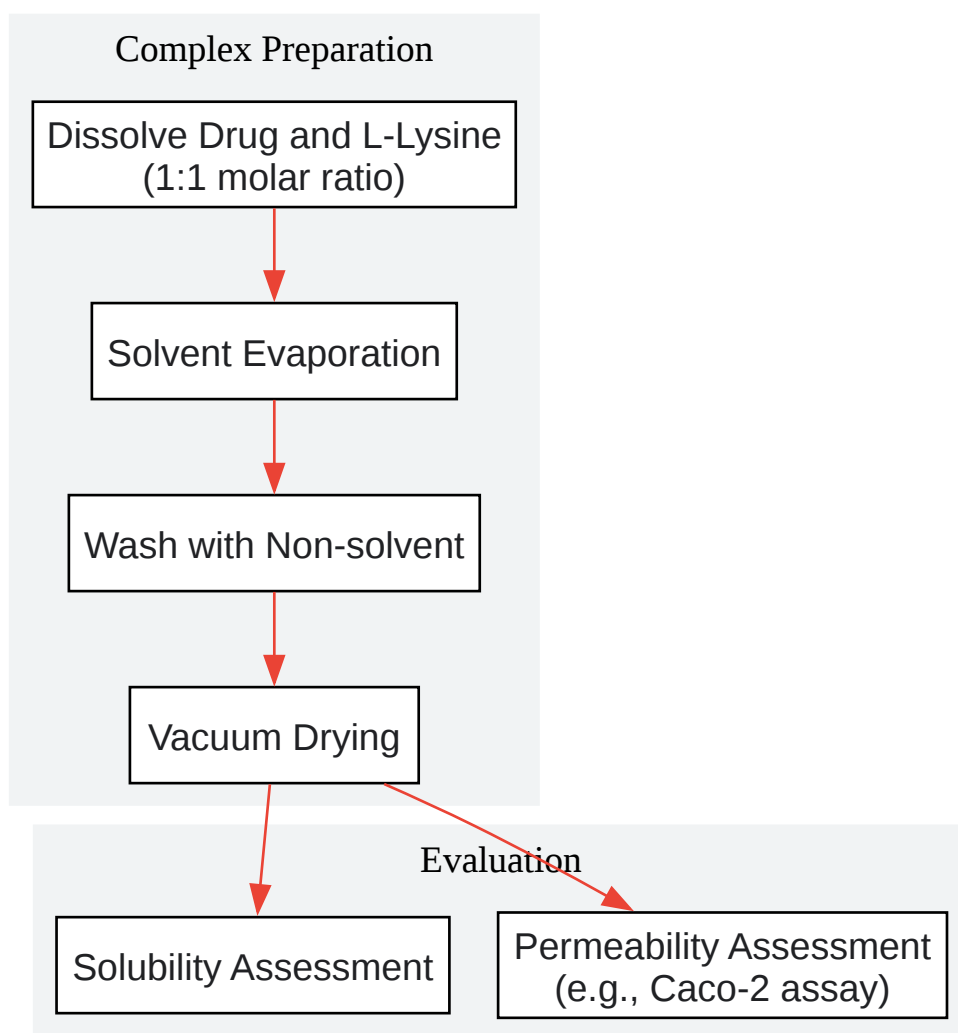 Complex Preparation
Dissolve Drug and L-Lysine
(1:1 molar ratio)
Solvent Evaporation
Wash with Non-solvent
Vacuum Drying
Evaluation
Solubility Assessment
Permeability Assessment
(e.g., Caco-2 assay)